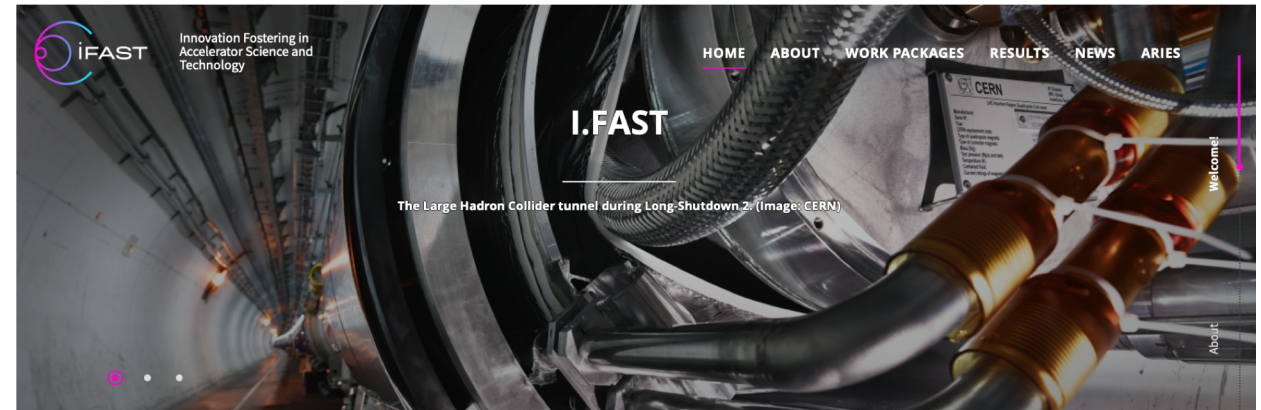 iFAST
Innovation Fostering in
Accelerator Science and
Technology
HOME ABOUT WORK PACKAGES RESULTS NEWS ARIES
CERN
I.FAST
Welcome!
The Large Hadron Collider tunnel during Long-Shutdown 2. (Image: CERN)
About